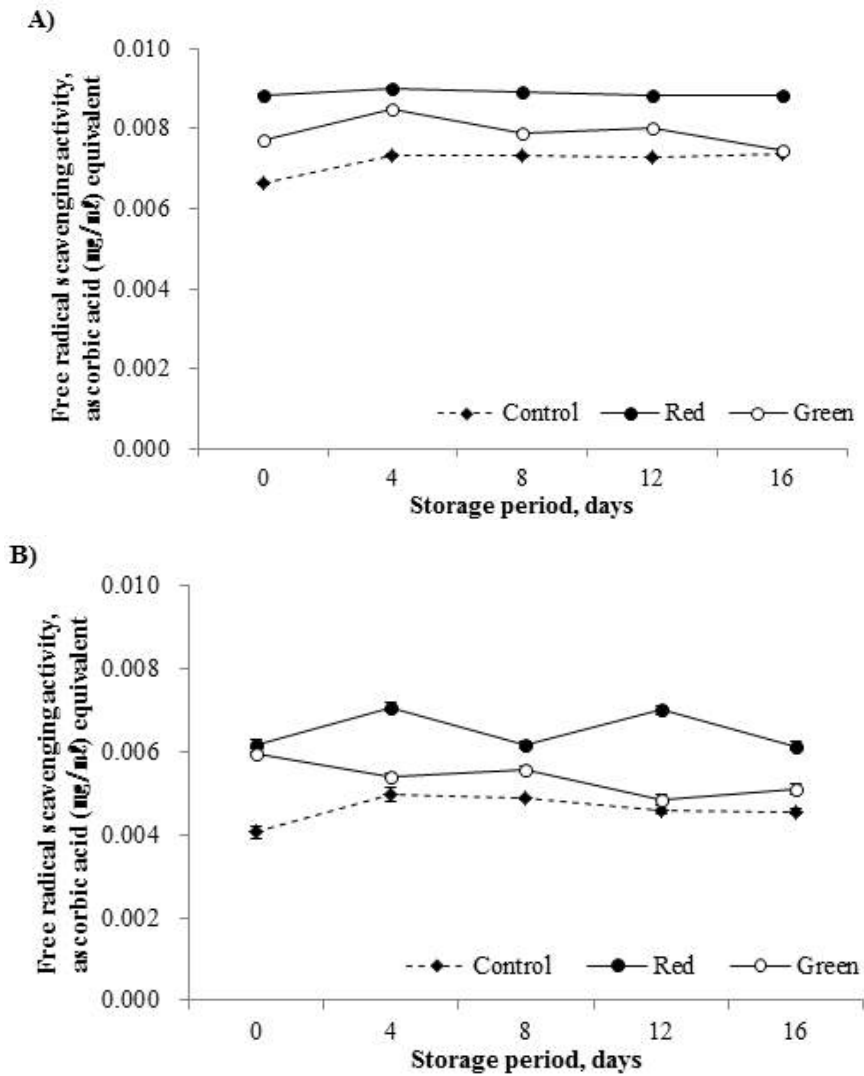 A)
0.010
0.008
0.006
0.004
0.002
0.000
Free radical scavenging activity,
ascorbic acid (㎎/㎖) equivalent
Control Red Green
0 4 8 12 16
Storage period, days
B)
0.010
0.008
0.006
0.004
0.002
0.000
Free radical scavenging activity,
ascorbic acid (㎎/㎖) equivalent
Control Red Green
0 4 8 12 16
Storage period, days